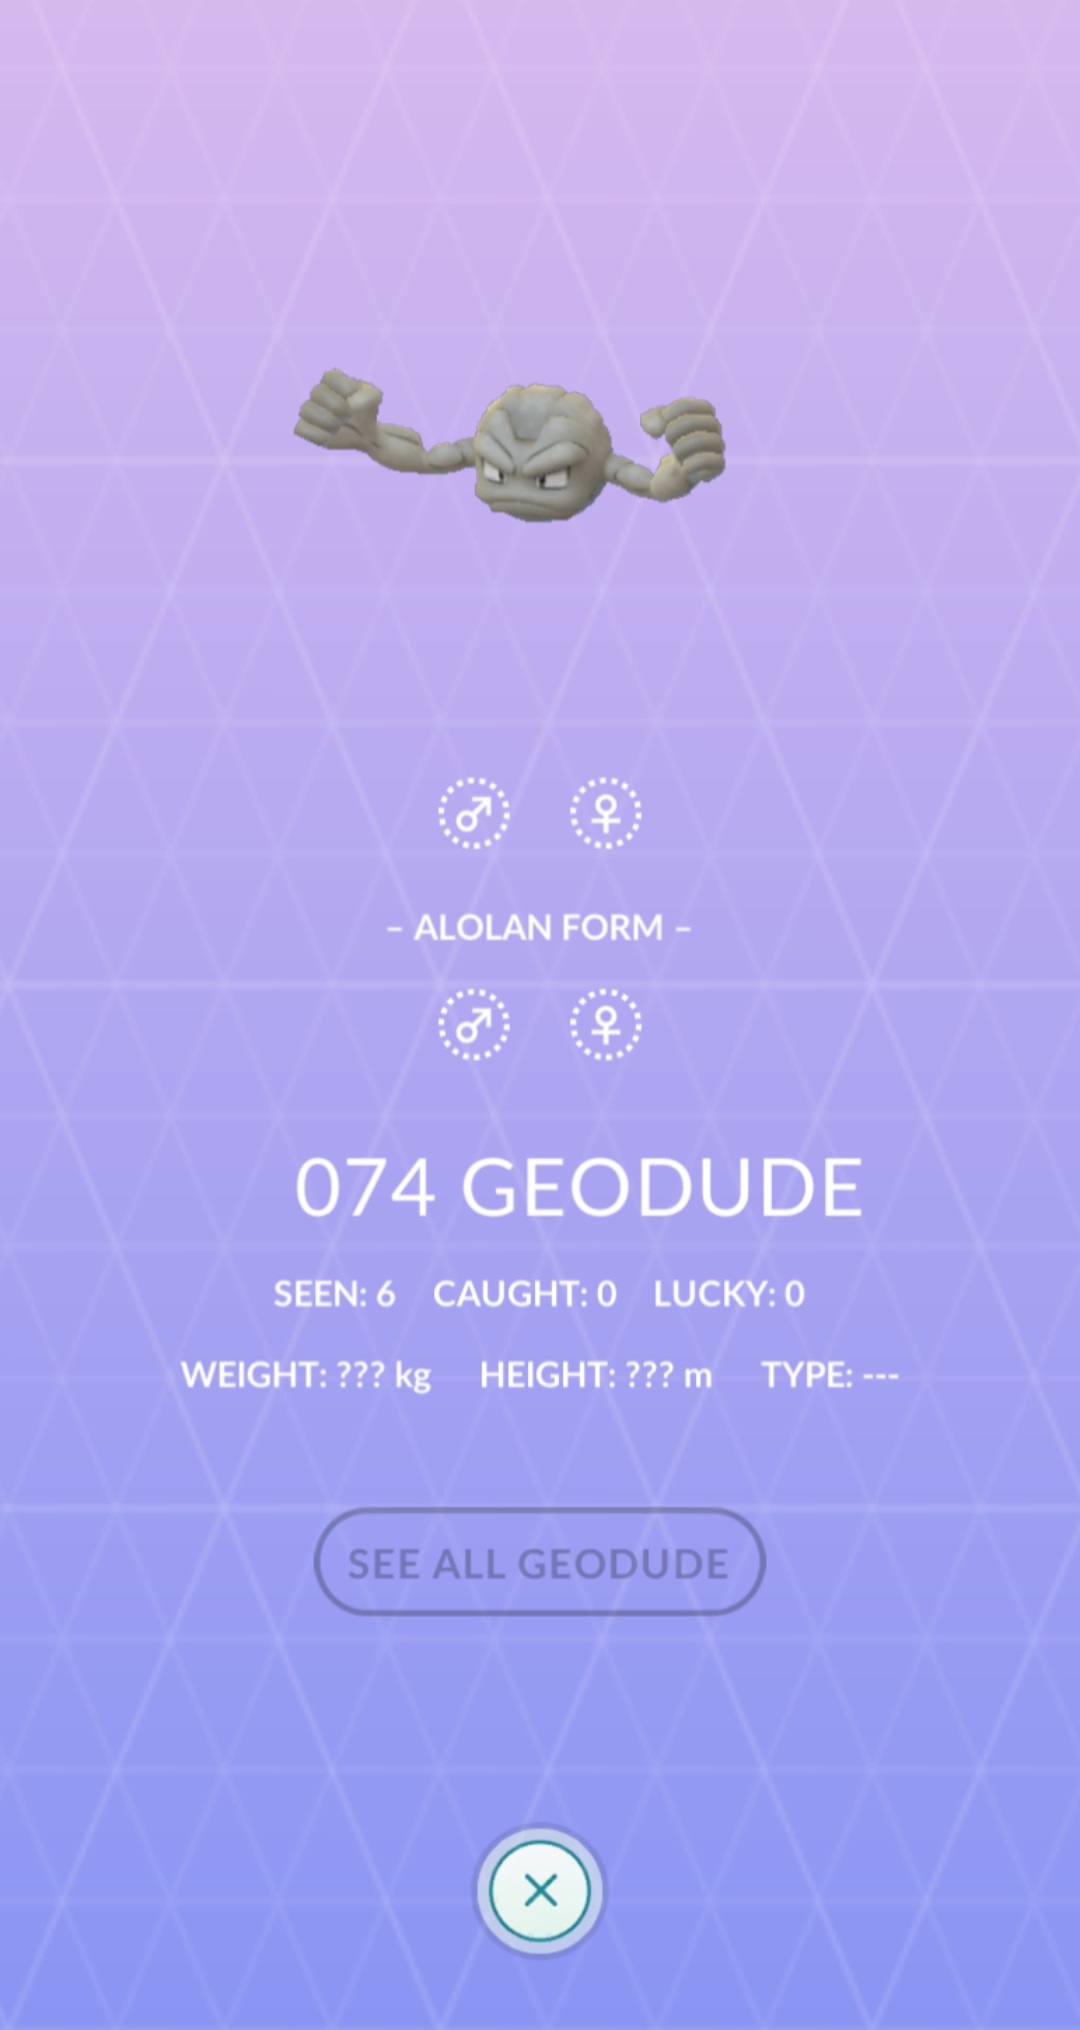 – ALOLAN FORM –
074 GEODUDE
SEEN: 6 CAUGHT: 0 LUCKY: 0
WEIGHT: ??? kg HEIGHT: ??? m TYPE: ---
SEE ALL GEODUDE